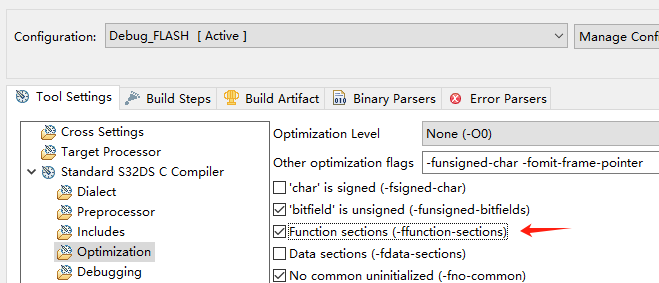 Configuration: Debug_FLASH [ Active ] Manage Conf
Tool Settings Build Steps Build Artifact Binary Parsers Error Parsers
Cross Settings
Target Processor
Standard S32DS C Compiler
Dialect
Preprocessor
Includes
Optimization
Debugging
Optimization Level None (-O0)
Other optimization flags -funsigned-char -fomit-frame-pointer
'char' is signed (-fsigned-char)
'bitfield' is unsigned (-funsigned-bitfields)
Function sections (-ffunction-sections)
Data sections (-fdata-sections)
No common uninitialized (-fno-common)